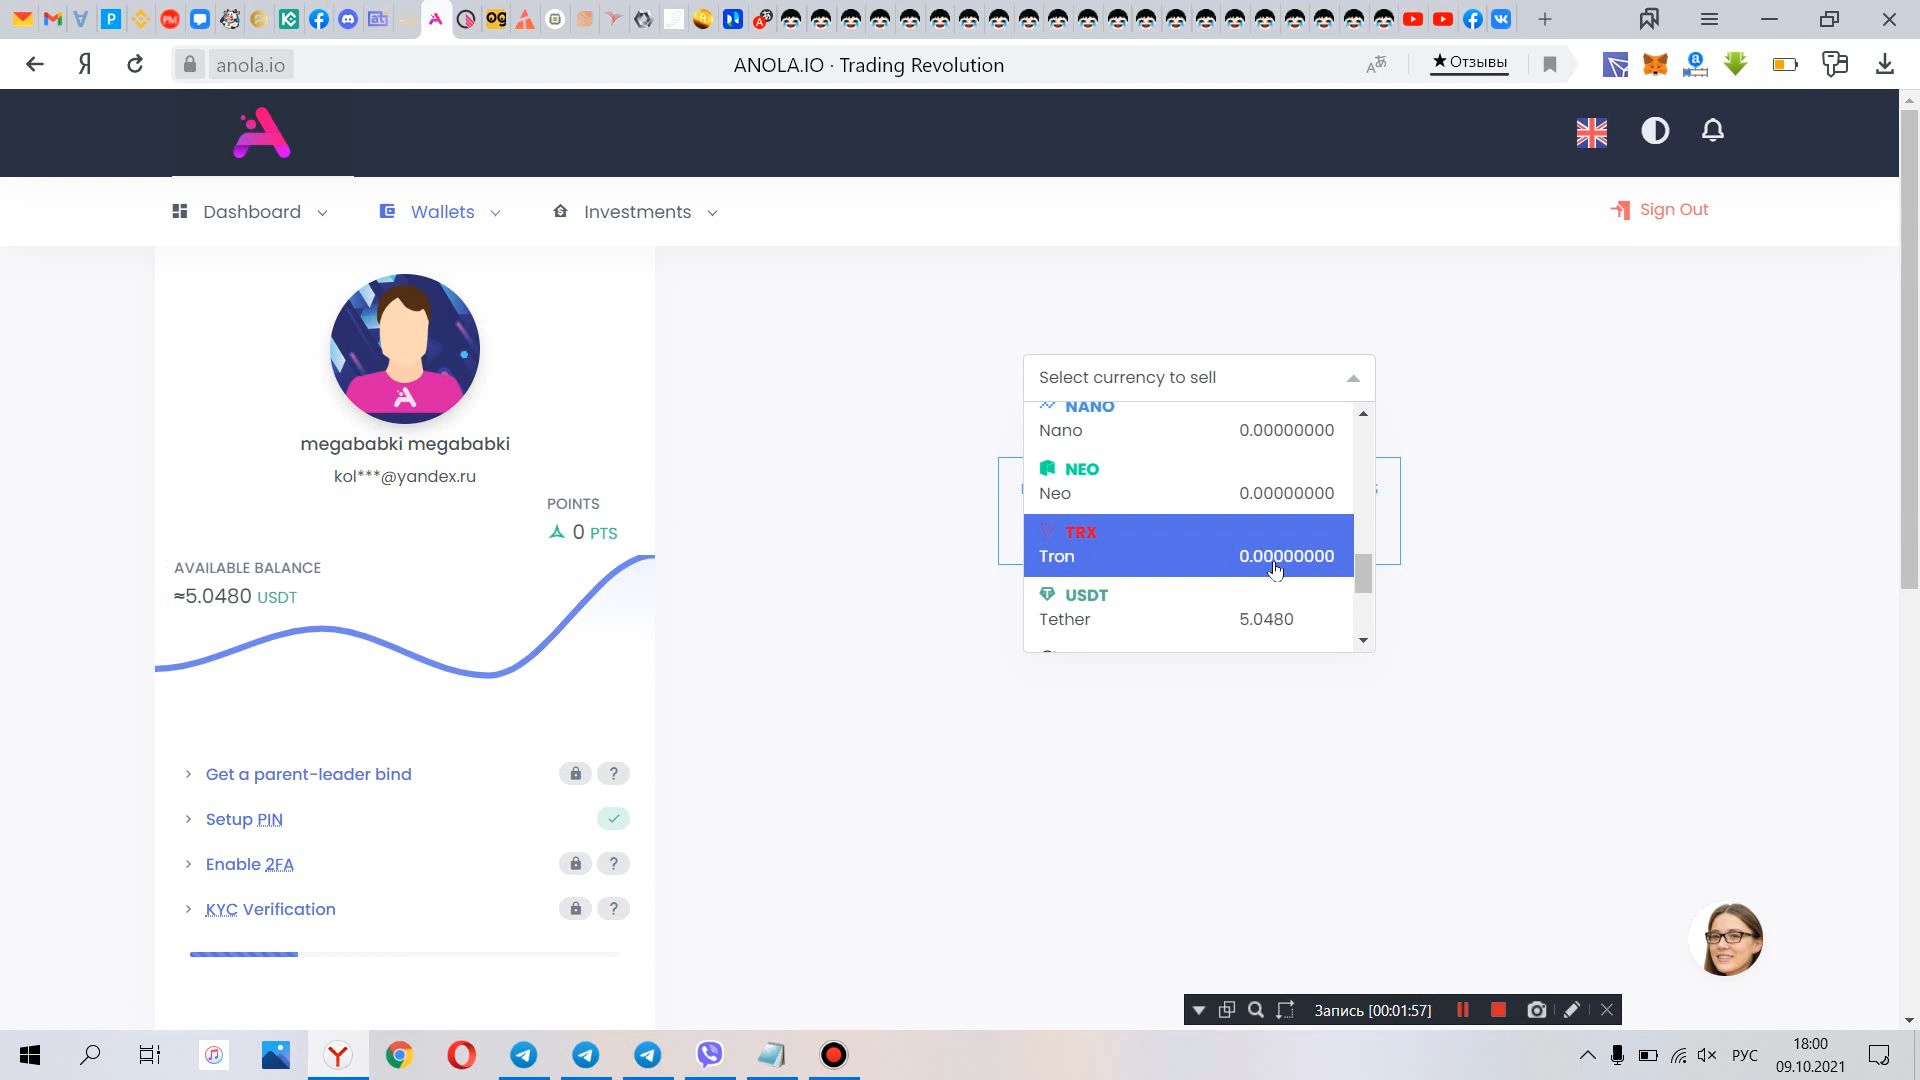 anola.io
ANOLA.IO · Trading Revolution
★ Отзывы
Dashboard
Wallets
Investments
Sign Out
megababki megababki
kol***@yandex.ru
POINTS
0 PTS
AVAILABLE BALANCE
≈5.0480 USDT
Get a parent-leader bind
?
Setup PIN
Enable 2FA
?
KYC Verification
?
Select currency to sell
NANO
Nano 0.00000000
NEO
Neo 0.00000000
TRX
Tron 0.00000000
USDT
Tether 5.0480
Запись [00:01:57]
РУС
18:00
09.10.2021